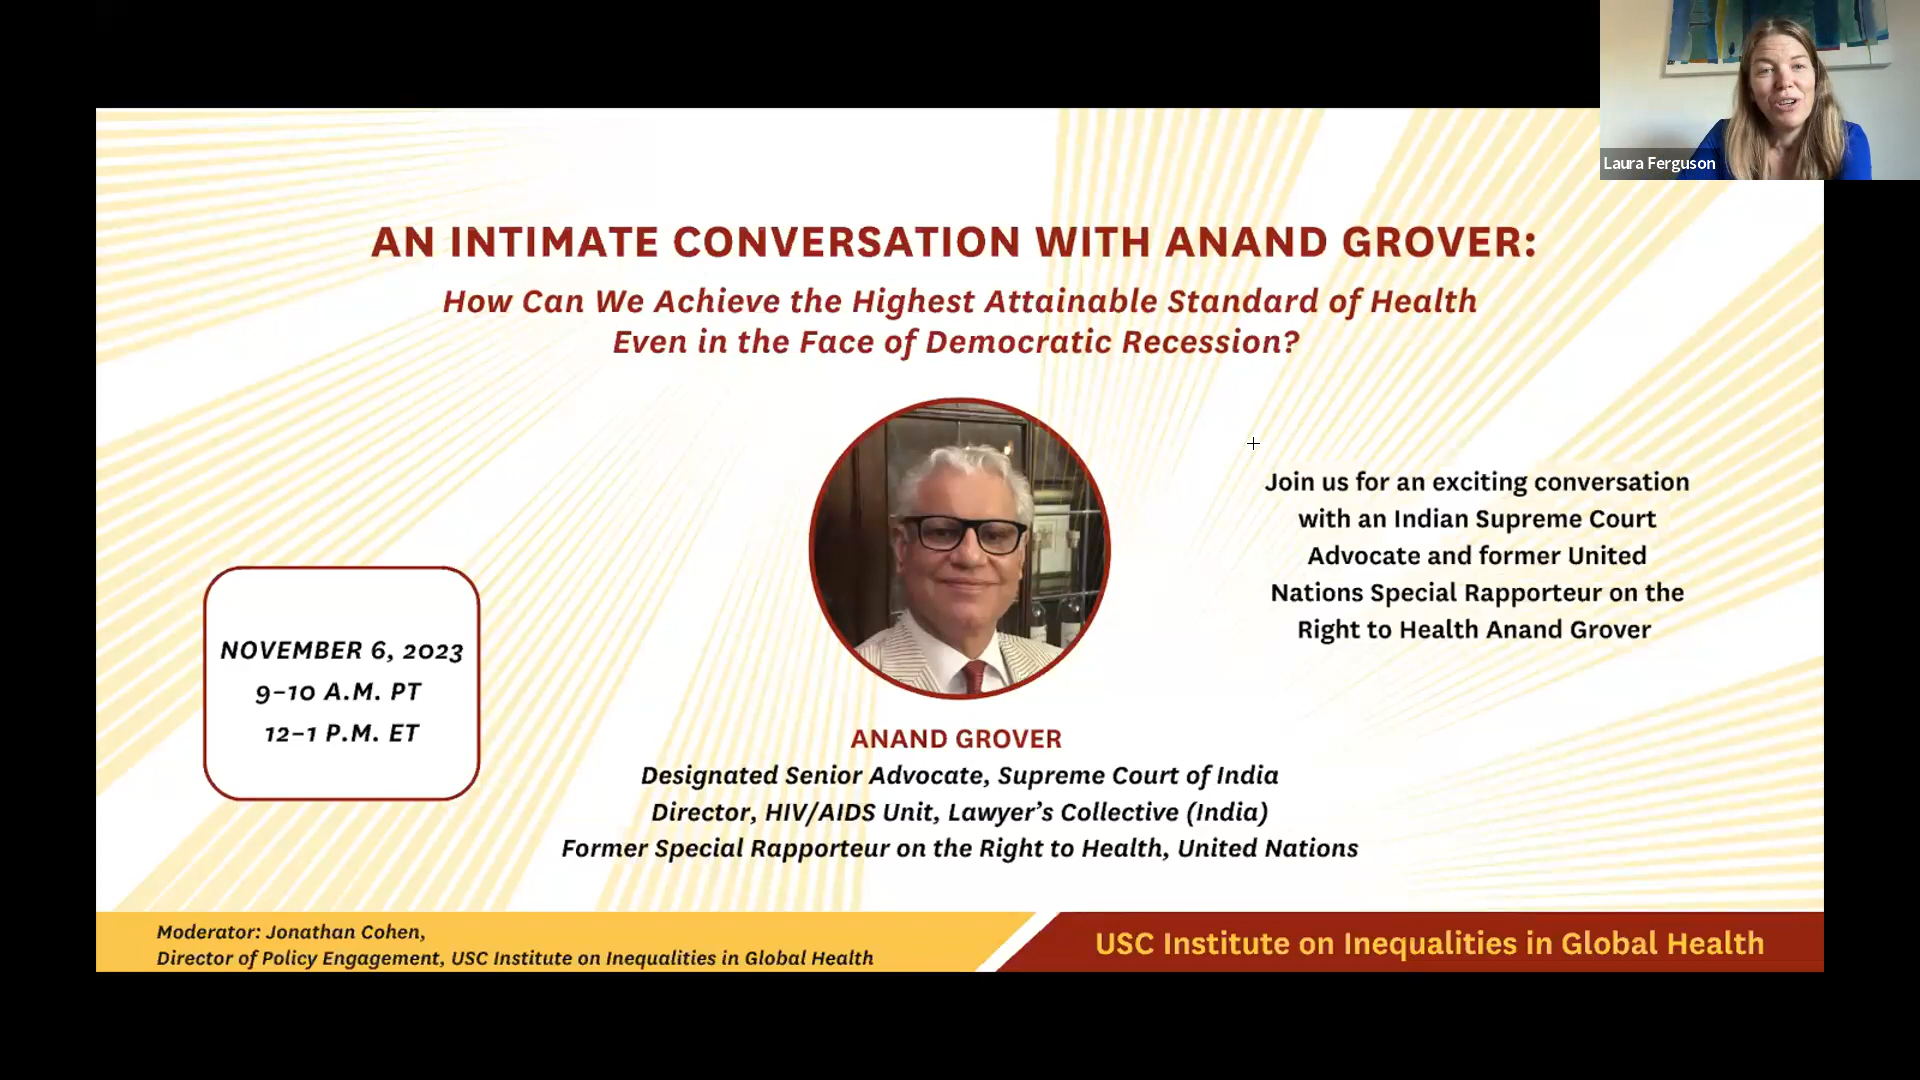 Laura Ferguson
AN INTIMATE CONVERSATION WITH ANAND GROVER:
How Can We Achieve the Highest Attainable Standard of Health
Even in the Face of Democratic Recession?
Join us for an exciting conversation
with an Indian Supreme Court
Advocate and former United
Nations Special Rapporteur on the
Right to Health Anand Grover
NOVEMBER 6, 2023
9–10 A.M. PT
12–1 P.M. ET
ANAND GROVER
Designated Senior Advocate, Supreme Court of India
Director, HIV/AIDS Unit, Lawyer’s Collective (India)
Former Special Rapporteur on the Right to Health, United Nations
Moderator: Jonathan Cohen,
Director of Policy Engagement, USC Institute on Inequalities in Global Health
USC Institute on Inequalities in Global Health